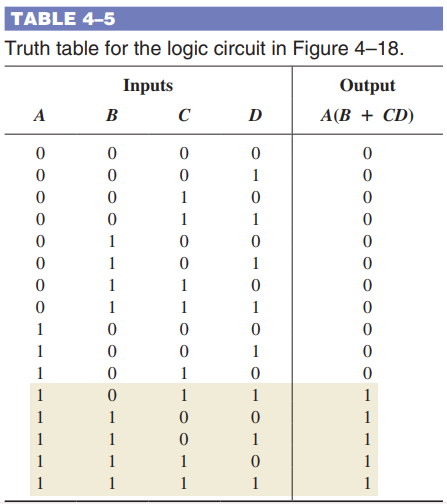 TABLE 4–5
Truth table for the logic circuit in Figure 4–18.
Inputs Output
A B C D A(B + CD)
0 0 0 0 0
0 0 0 1 0
0 0 1 0 0
0 0 1 1 0
0 1 0 0 0
0 1 0 1 0
0 1 1 0 0
0 1 1 1 0
1 0 0 0 0
1 0 0 1 0
1 0 1 0 0
1 0 1 1 1
1 1 0 0 1
1 1 0 1 1
1 1 1 0 1
1 1 1 1 1